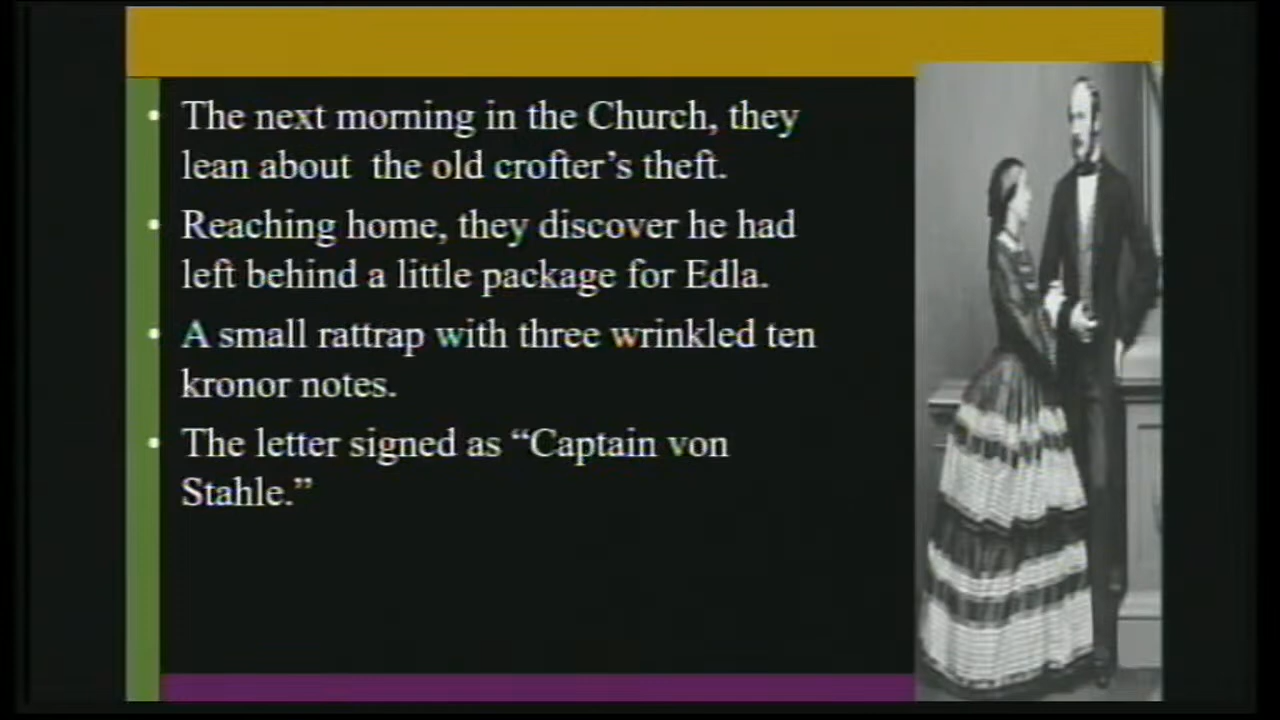 • The next morning in the Church, they
lean about the old crofter’s theft.
• Reaching home, they discover he had
left behind a little package for Edla.
• A small rattrap with three wrinkled ten
kronor notes.
• The letter signed as “Captain von
Stahle.”